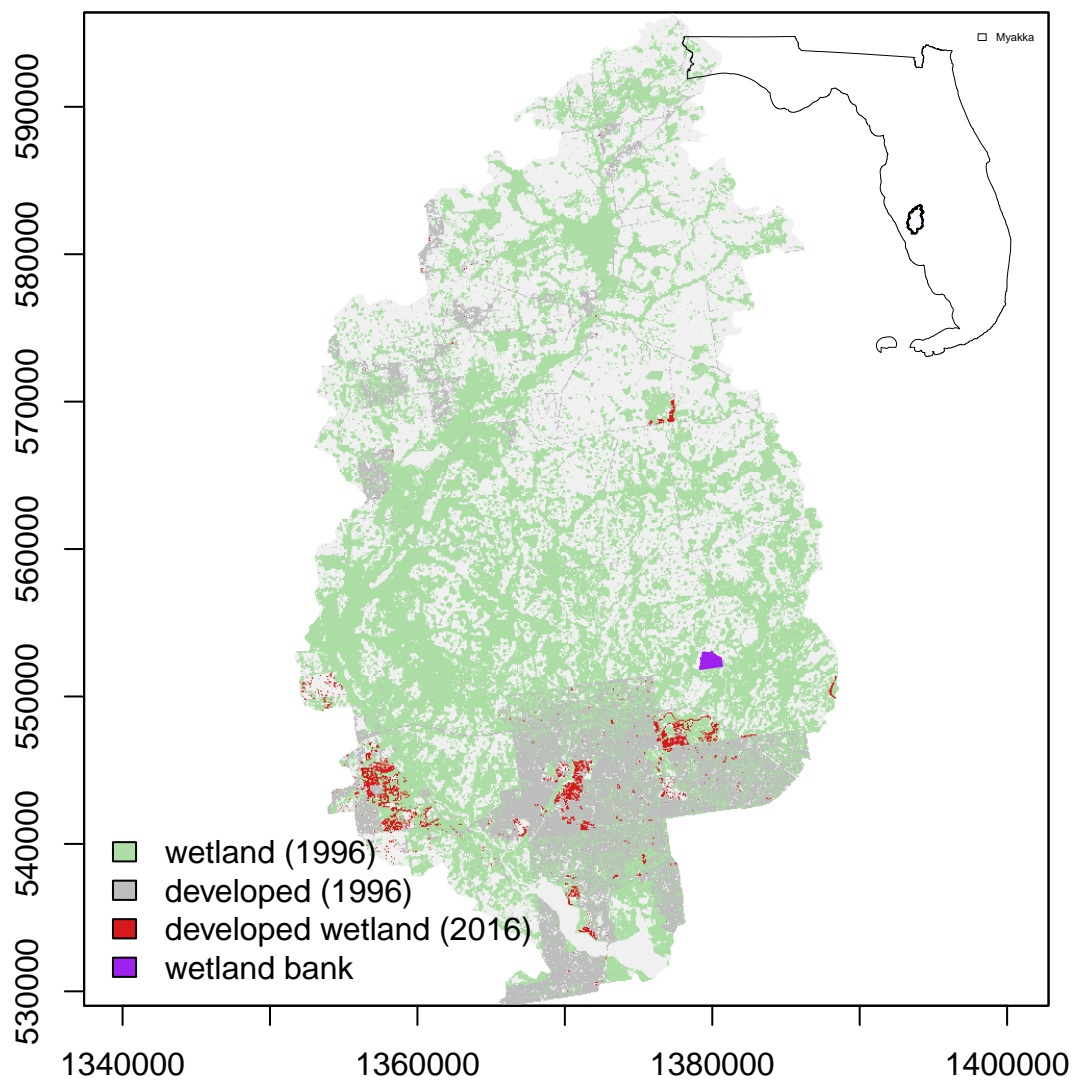 Myakka
590000
580000
570000
560000
550000
540000
530000
wetland (1996)
developed (1996)
developed wetland (2016)
wetland bank
1340000 1360000 1380000 1400000